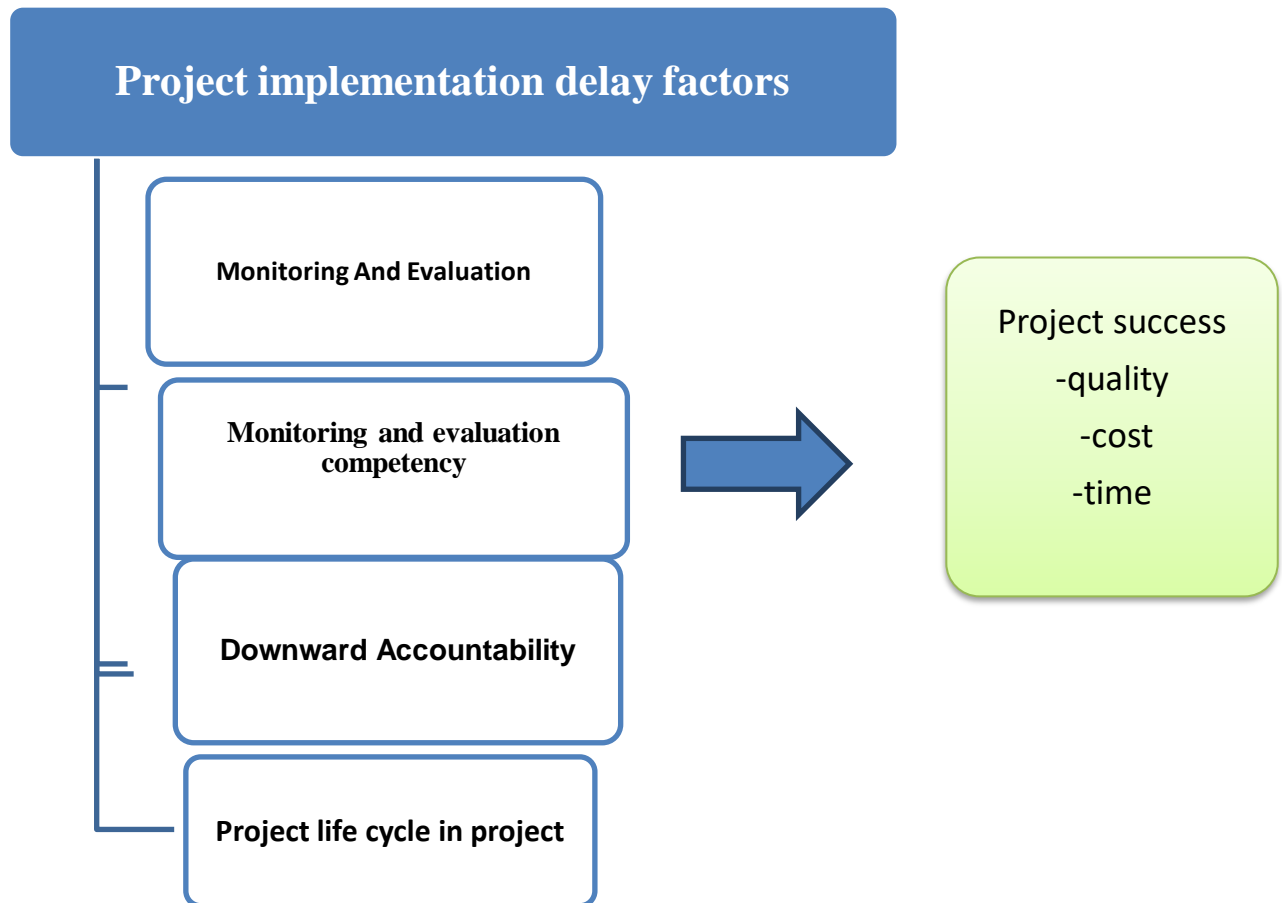 Project implementation delay factors
Monitoring And Evaluation
Monitoring and evaluation
competency
Downward Accountability
Project life cycle in project
Project success
-quality
-cost
-time